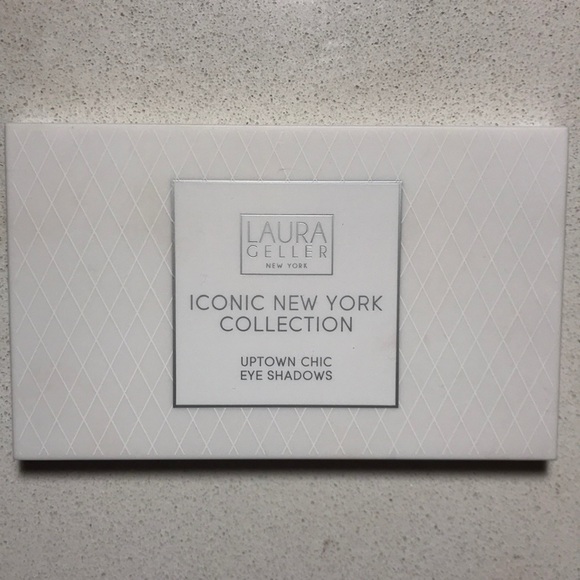 LAURA
GELLER
NEW YORK
ICONIC NEW YORK
COLLECTION
UPTOWN CHIC
EYE SHADOWS